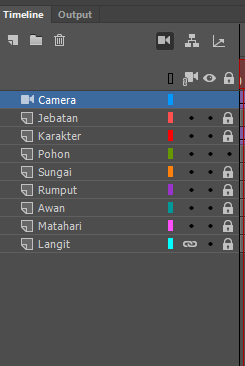 Timeline Output
Camera
Jebatan
Karakter
Pohon
Sungai
Rumput
Awan
Matahari
Langit